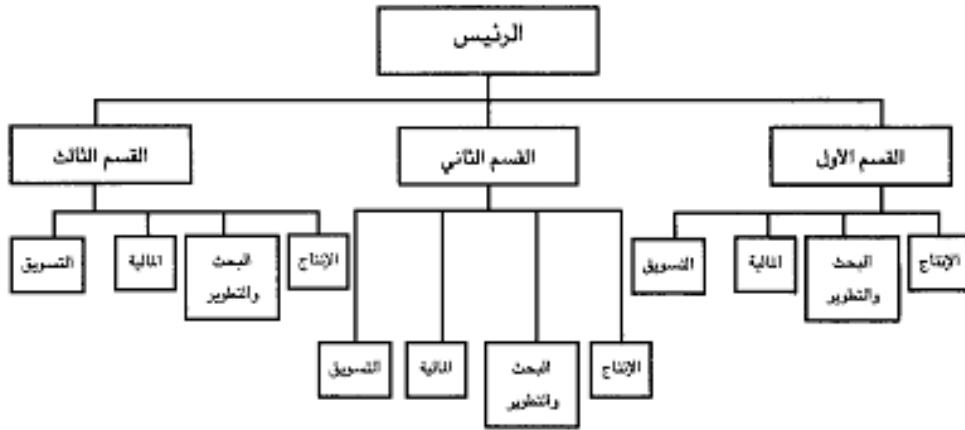 الرئيس
القسم الأول
القسم الثاني
القسم الثالث
الإنتاج
البحث
والتطوير
المالية
التسويق
الإنتاج
البحث
والتطوير
المالية
التسويق
الإنتاج
البحث
والتطوير
المالية
التسويق